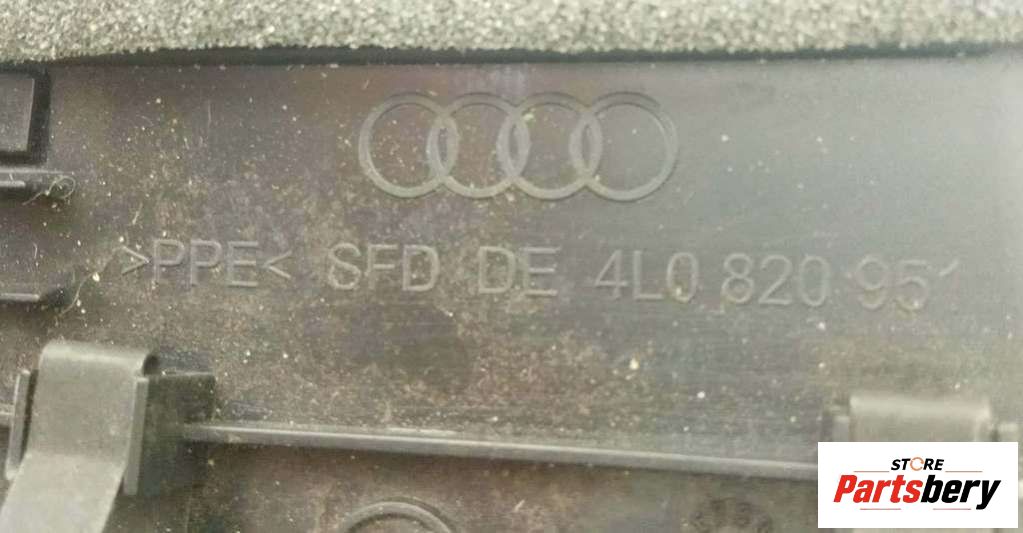 >PPE< SFD DE 4L0 820 951
STORE
Partsbery